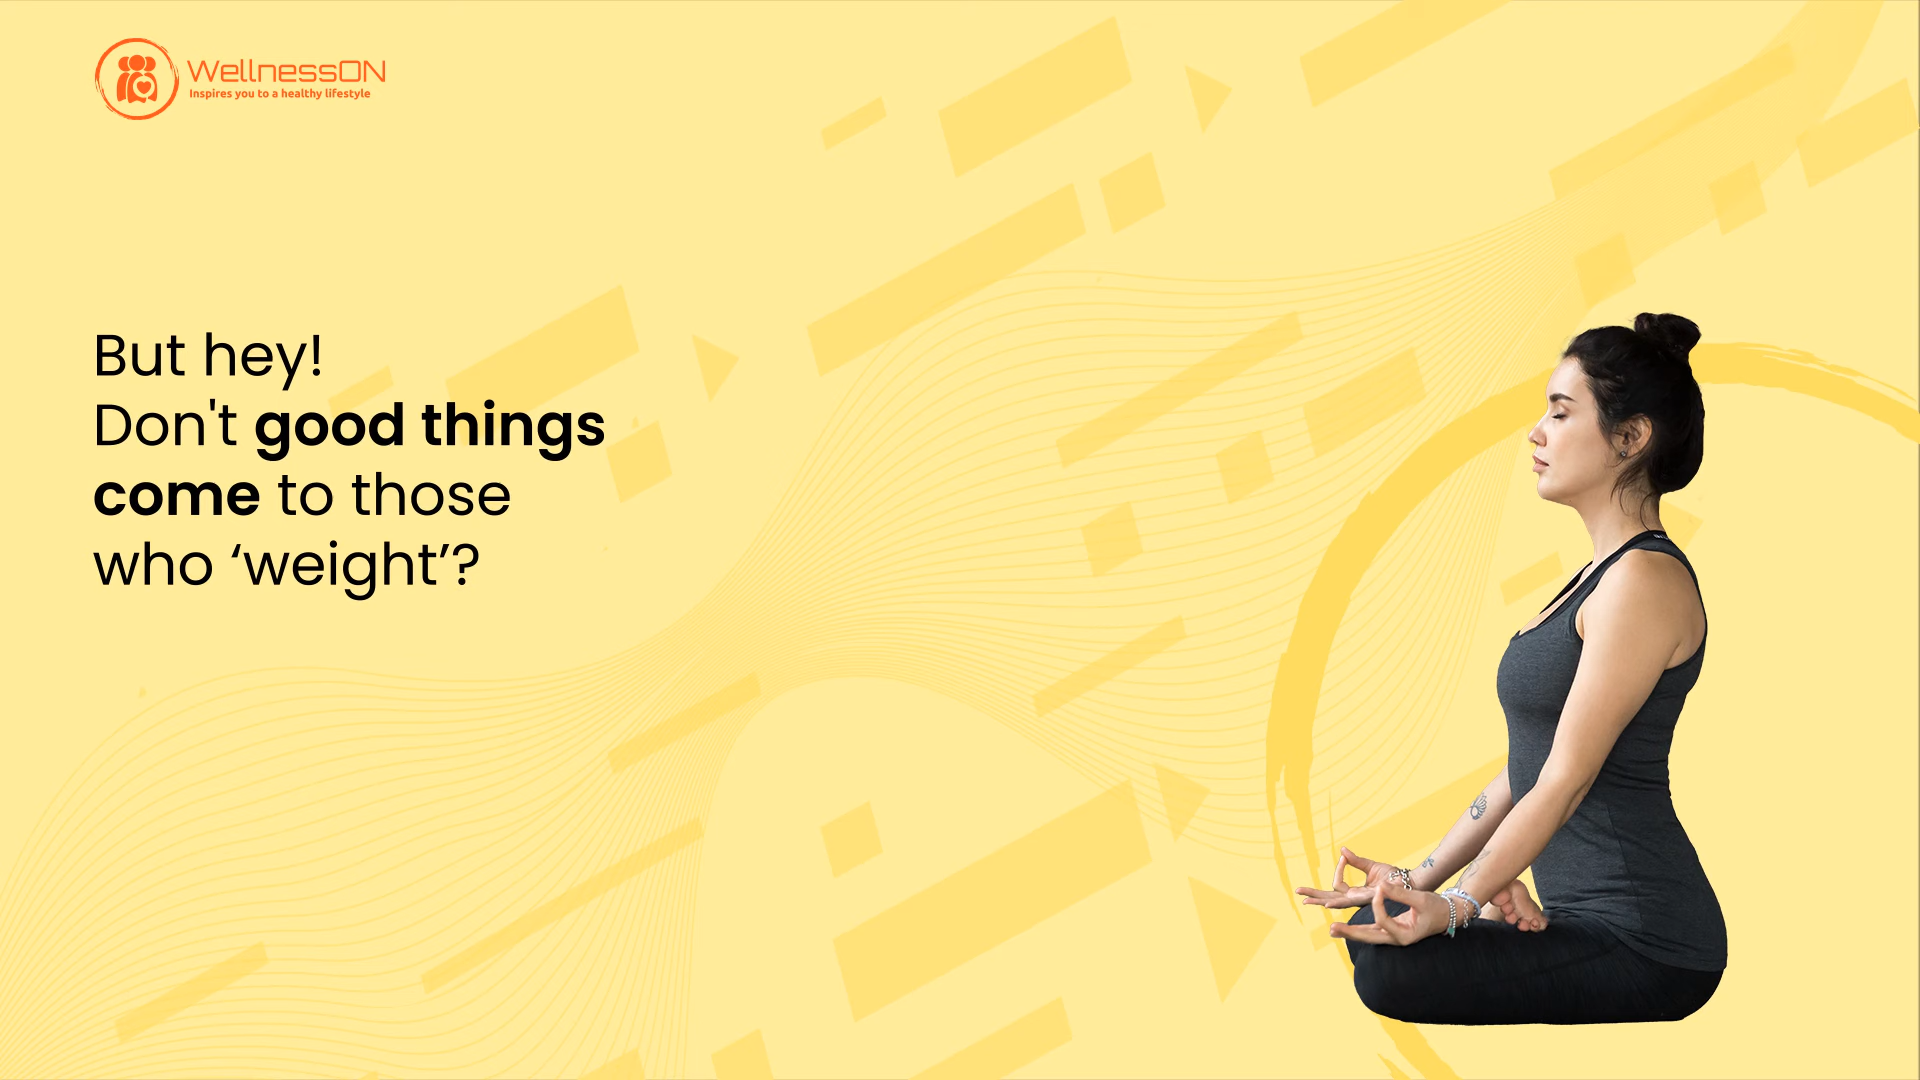 WellnessON
Inspires you to a healthy lifestyle
But hey!
Don't good things
come to those
who ‘weight’?